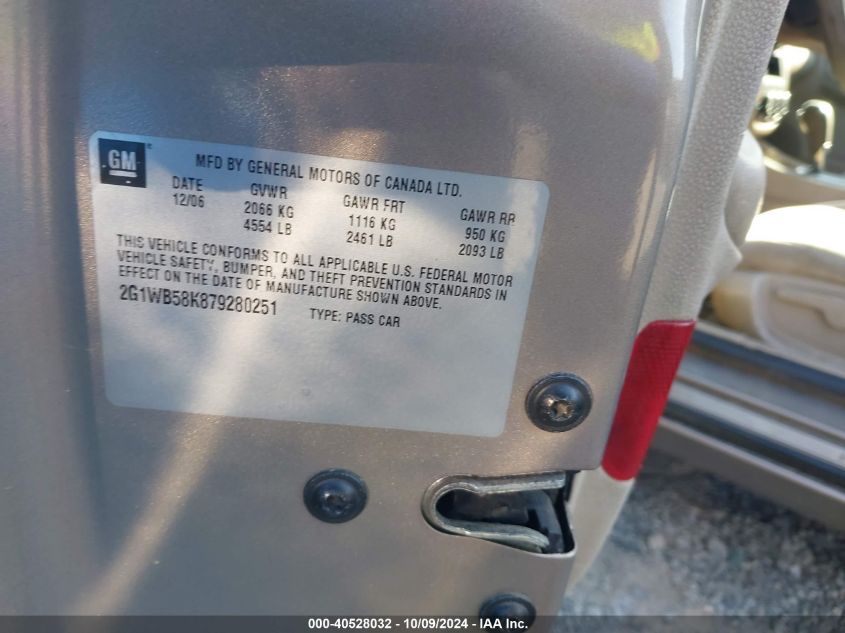 GM
MFD BY GENERAL MOTORS OF CANADA LTD.
DATE GVWR GAWR FRT GAWR RR
12/06 2066 KG 1116 KG 950 KG
4554 LB 2461 LB 2093 LB
THIS VEHICLE CONFORMS TO ALL APPLICABLE U.S. FEDERAL MOTOR
VEHICLE SAFETY, BUMPER, AND THEFT PREVENTION STANDARDS IN
EFFECT ON THE DATE OF MANUFACTURE SHOWN ABOVE.
2G1WB58K879280251 TYPE: PASS CAR
000-40528032 - 10/09/2024 - IAA Inc.